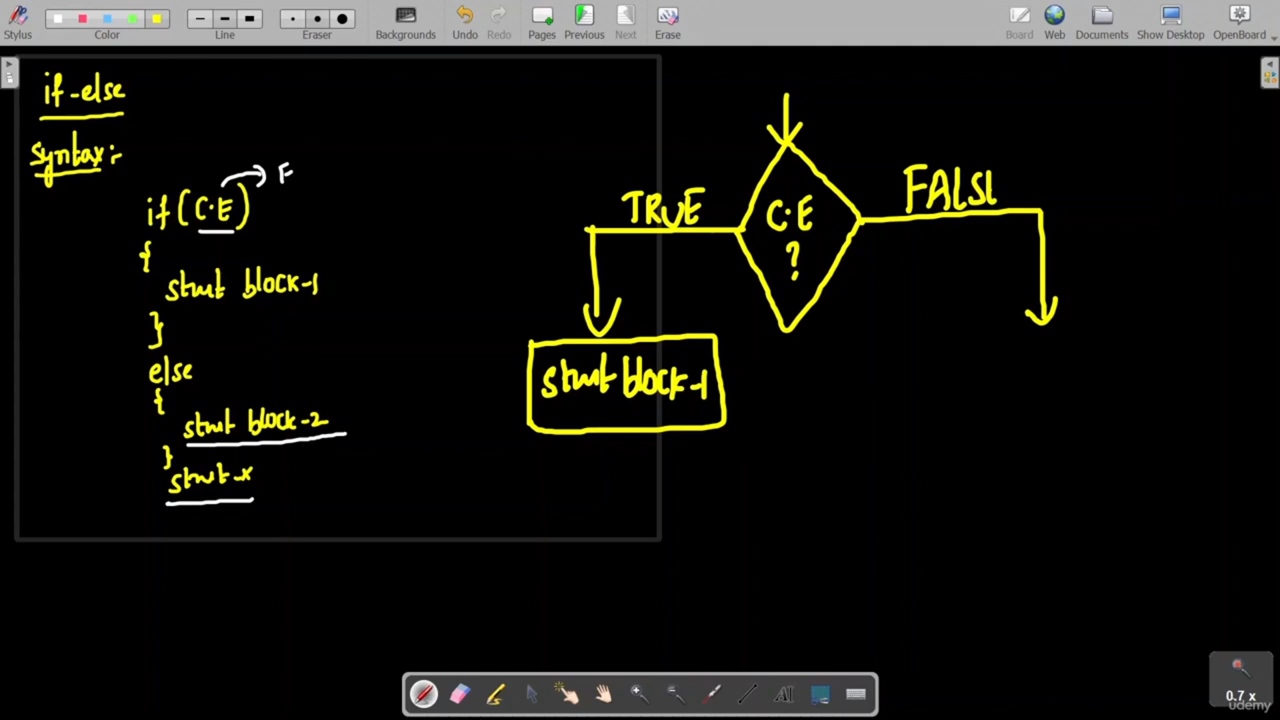 Stylus
Color
Line
Eraser
Backgrounds
Undo
Redo
Pages
Previous
Next
Erase
Board
Web
Documents
Show Desktop
OpenBoard
if-else
syntax:-
if(C.E) F
{
stmt block-1
}
else
{
stmt block-2
}
stmt-x
TRUE
C.E
?
FALSE
stmt block-1
0.7 x
udemy